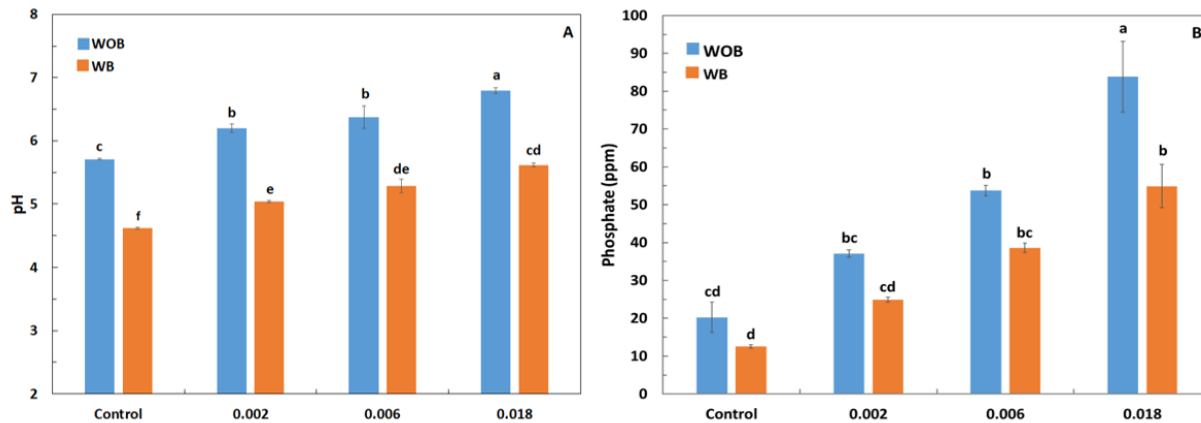 A
WOB
WB
pH
8
7
6
5
4
3
2
c
f
b
e
b
de
a
cd
Control 0.002 0.006 0.018
B
WOB
WB
Phosphate (ppm)
100
90
80
70
60
50
40
30
20
10
0
cd
d
bc
cd
b
bc
a
b
Control 0.002 0.006 0.018